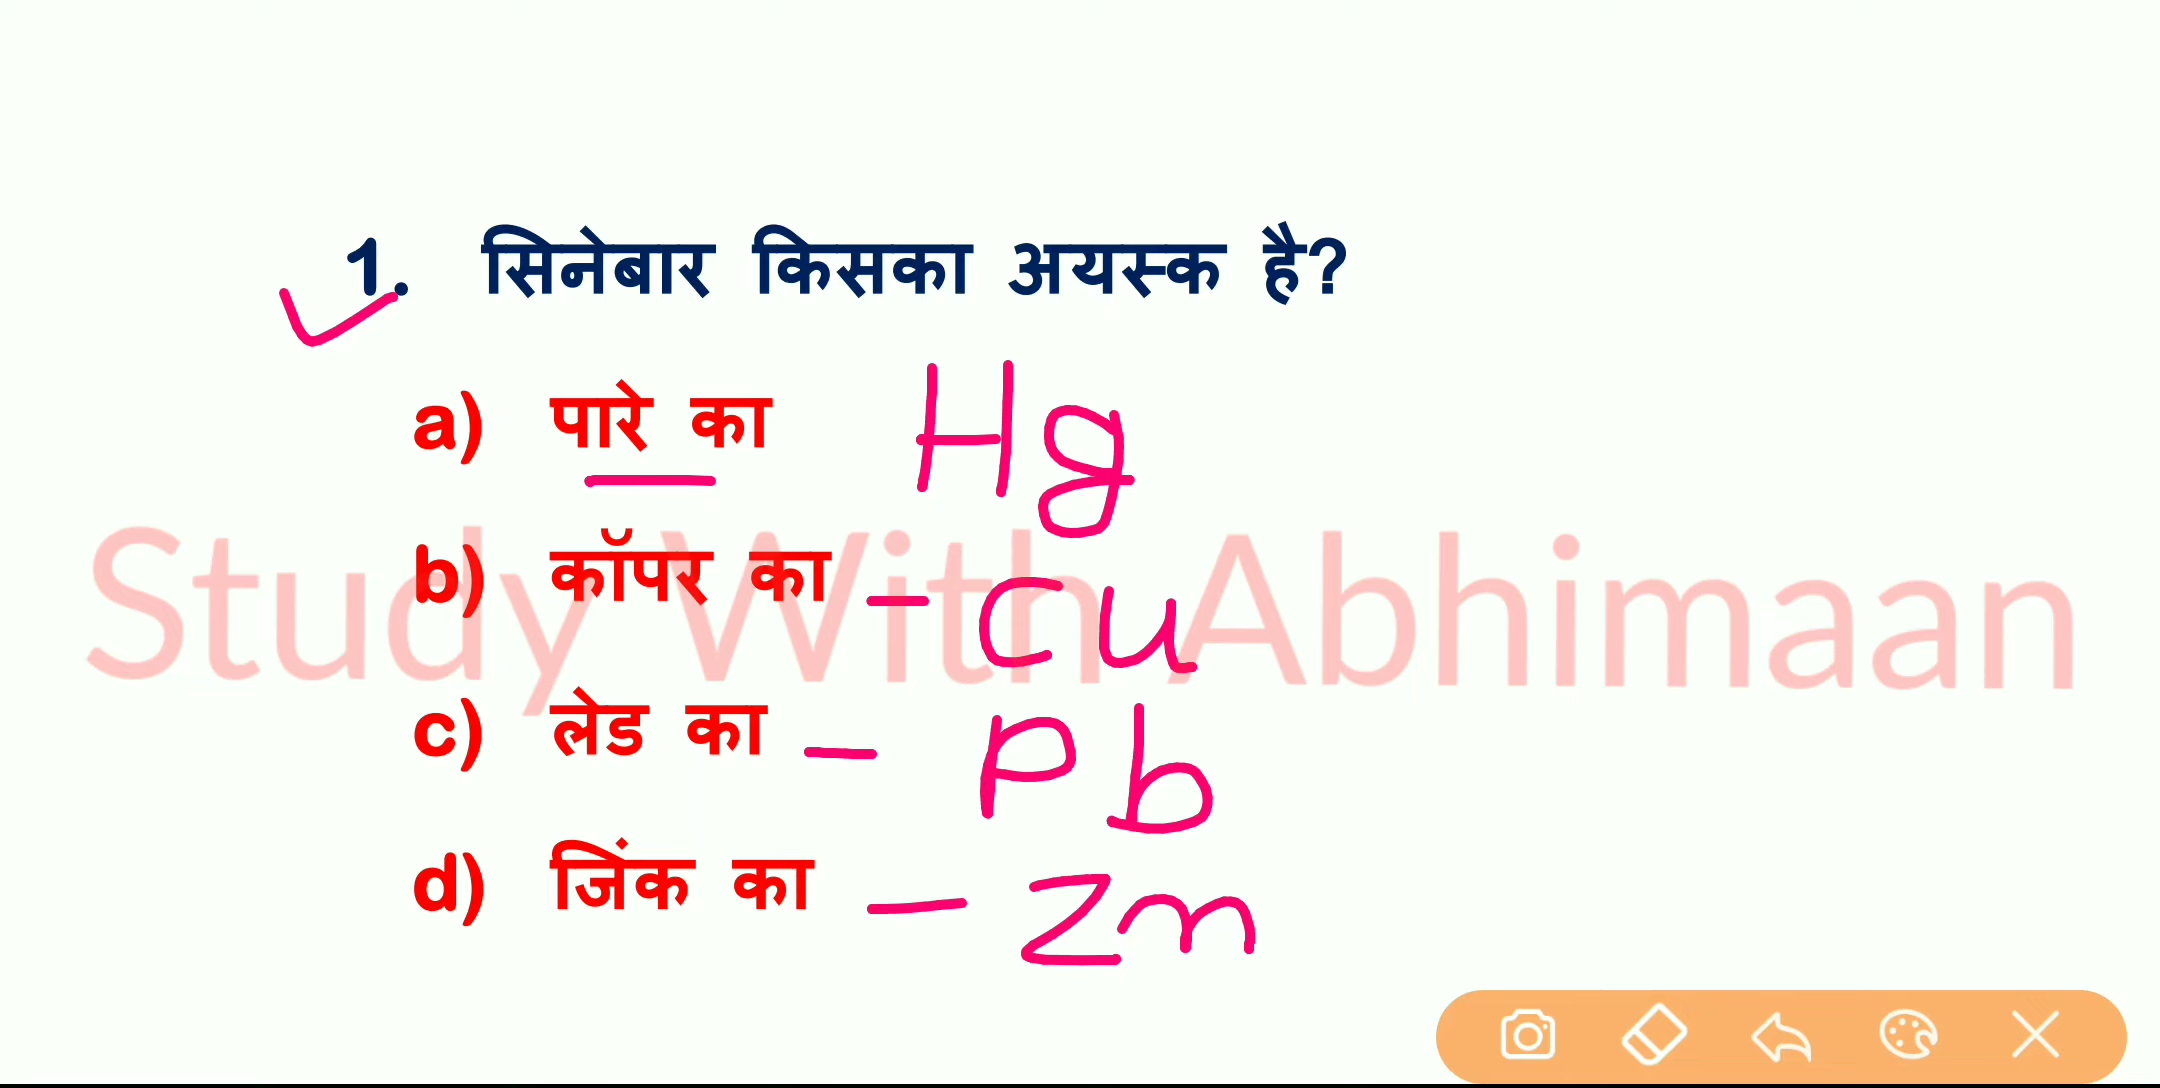 1. सिनेबार किसका अयस्क है?
a) पारे का Hg
b) कॉपर का – Cu
Study With Abhimaan
c) लेड का – Pb
d) जिंक का – Zn